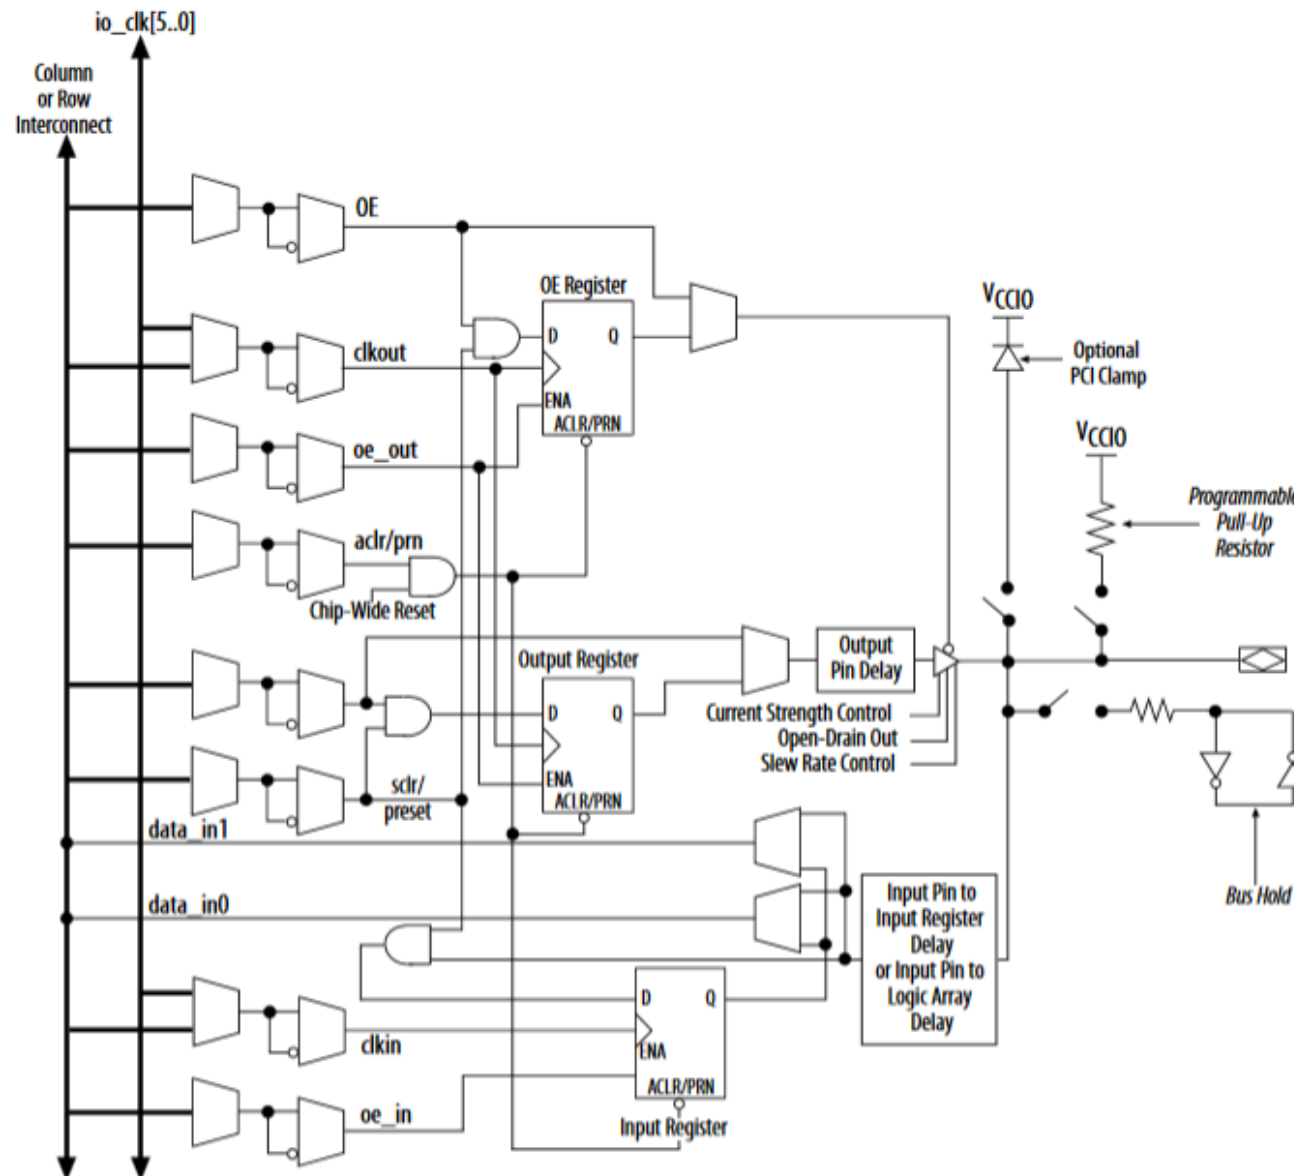 io_clk[5..0]
Column
or Row
Interconnect
OE
OE Register
D Q
ENA
ACLR/PRN
clkout
oe_out
aclr/prn
Chip-Wide Reset
VCCIO
Optional
PCI Clamp
VCCIO
Programmable
Pull-Up
Resistor
Output Register
D Q
ENA
ACLR/PRN
Output
Pin Delay
Current Strength Control
Open-Drain Out
Slew Rate Control
sclr/
preset
data_in1
data_in0
Bus Hold
Input Pin to
Input Register
Delay
or Input Pin to
Logic Array
Delay
D Q
ENA
ACLR/PRN
Input Register
clkin
oe_in